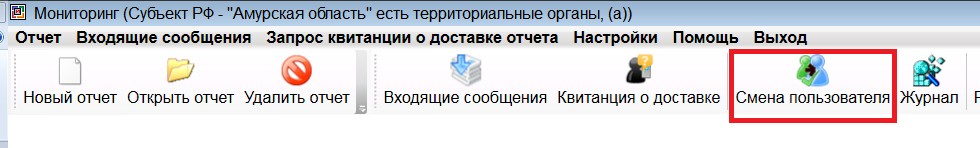 Мониторинг (Субъект РФ - "Амурская область" есть территориальные органы, (а))
Отчет Входящие сообщения Запрос квитанции о доставке отчета Настройки Помощь Выход
Новый отчет Открыть отчет Удалить отчет Входящие сообщения Квитанция о доставке Смена пользователя Журнал